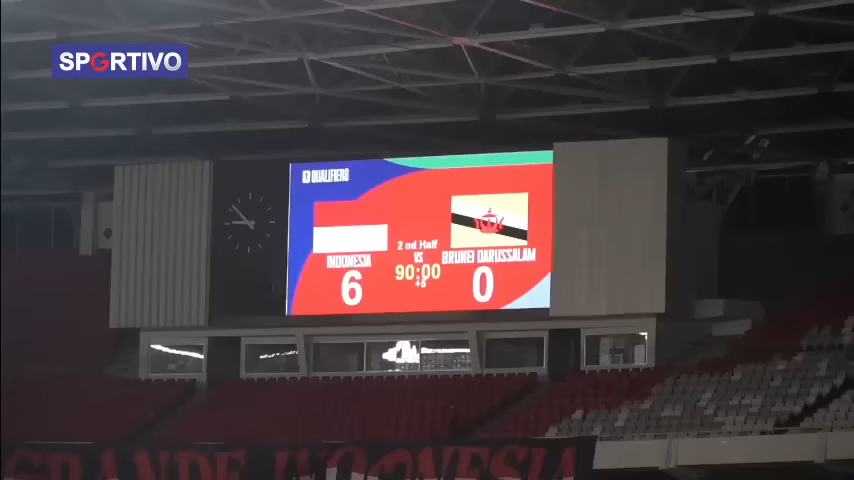 SPORTIVO
QUALIFIERS
2 nd Half
VS
INDONESIA
BRUNEI DARUSSALAM
6
90:00
+5
0
GRANDE INDONESIA